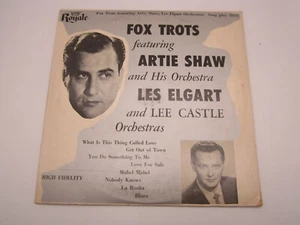 Royale
FOX TROTS
featuring
ARTIE SHAW
and His Orchestra
LES ELGART
and LEE CASTLE
Orchestras
What Is This Thing Called Love
Get Out of Town
You Do Something To Me
Love For Sale
Mabel Mabel
Nobody Knows
La Bomba
Blues
HIGH FIDELITY